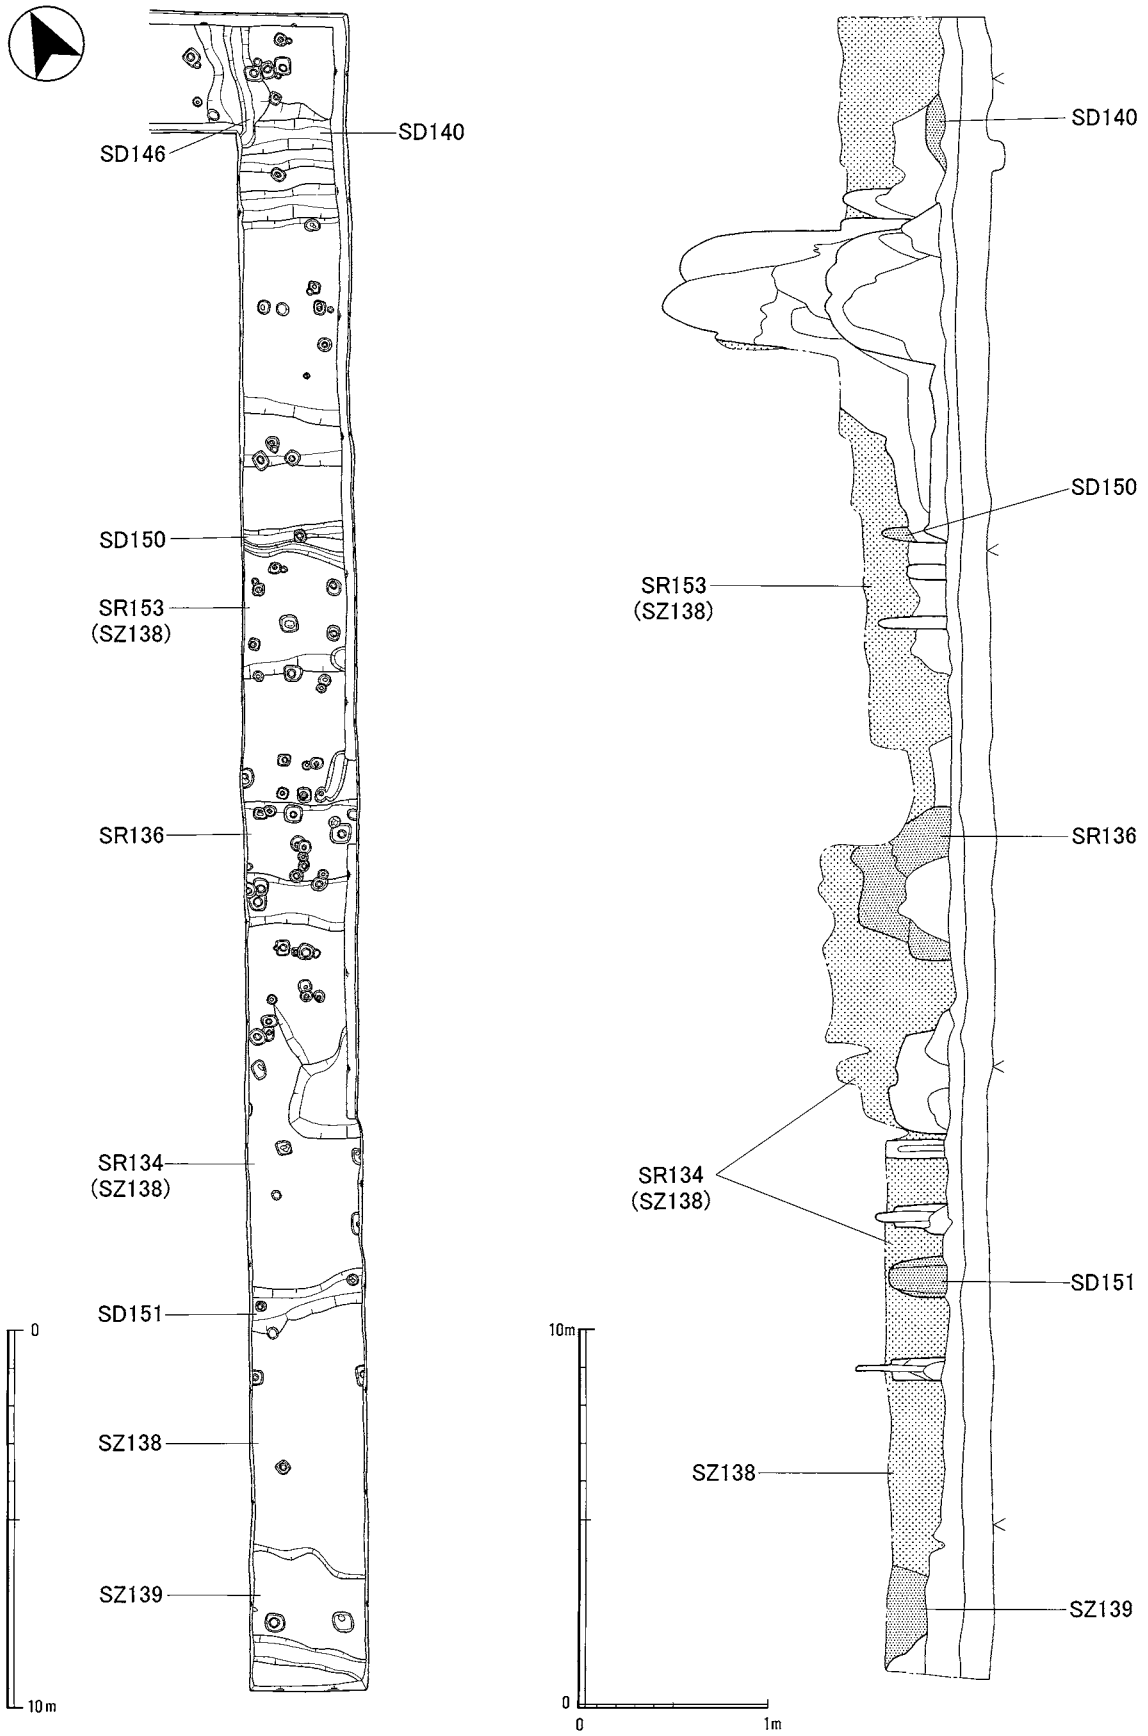 SD146
SD140
SD150
SR153
(SZ138)
SR136
SR134
(SZ138)
SD151
SZ138
SZ139
0
10m
SD140
SD150
SR153
(SZ138)
SR136
SR134
(SZ138)
SD151
SZ138
SZ139
10m
0
0
1m